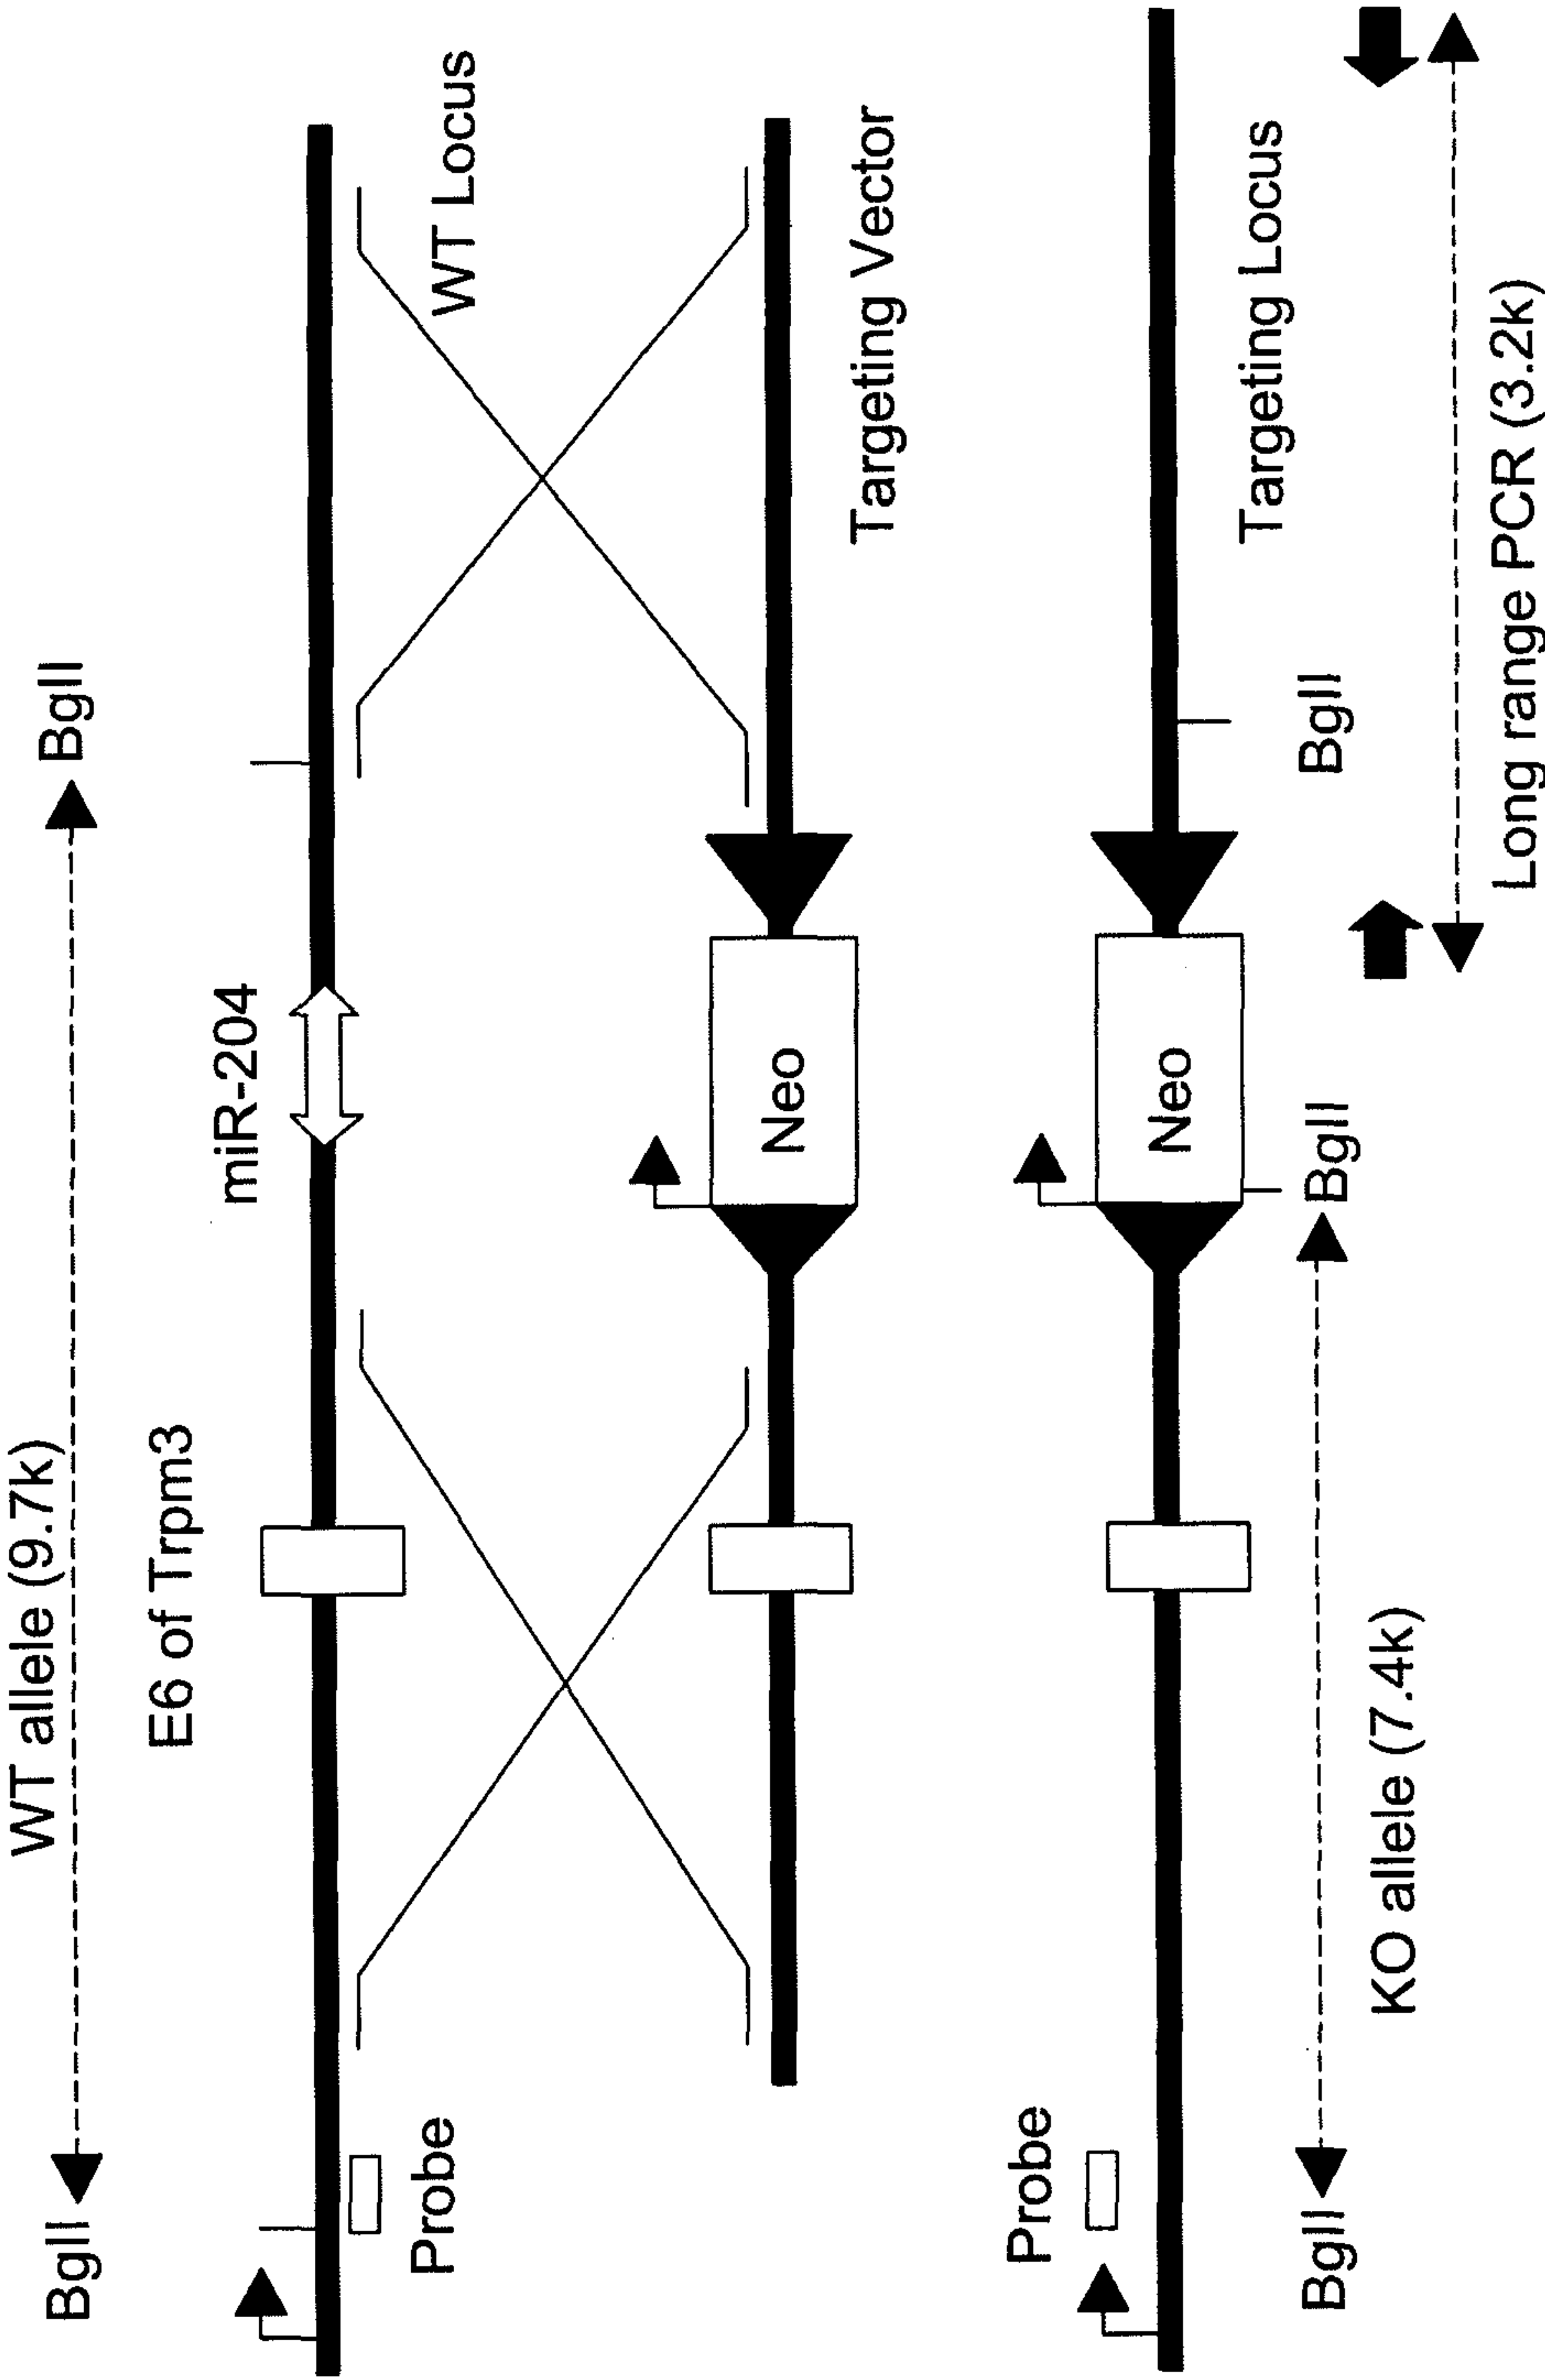 WT allele (9.7k)
BglI
BglI
E6 of Trpm3
miR-204
Probe
WT Locus
Neo
Targeting Vector
Probe
Neo
Targeting Locus
BglI
BglI
BglI
KO allele (7.4k)
Long range PCR (3.2k)